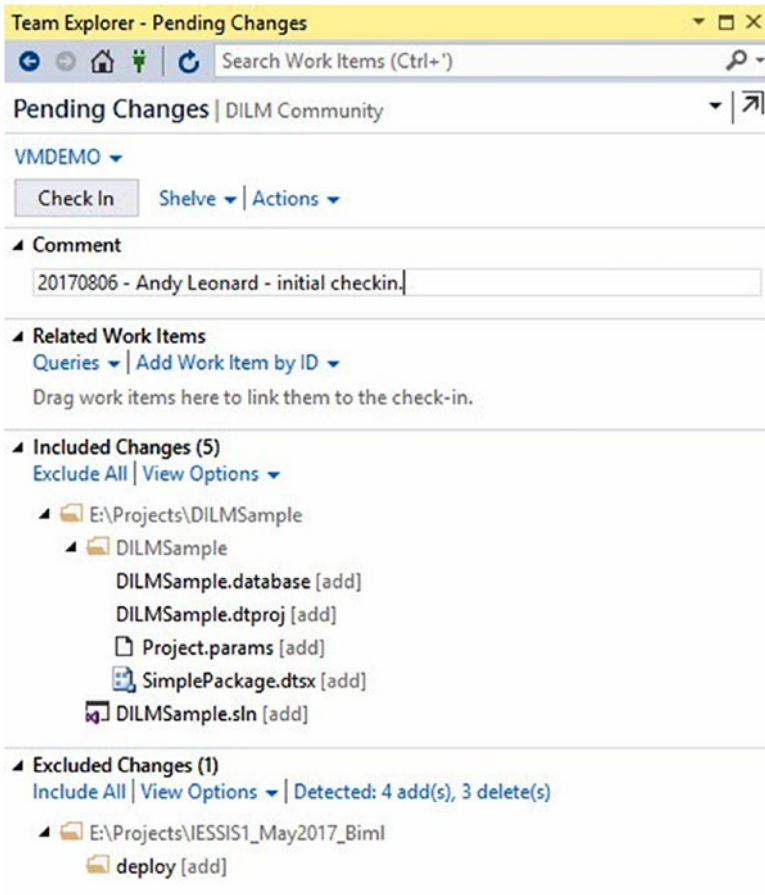 Team Explorer - Pending Changes
Search Work Items (Ctrl+')
Pending Changes | DILM Community
VMDEMO
Check In Shelve | Actions
Comment
20170806 - Andy Leonard - initial checkin.
Related Work Items
Queries | Add Work Item by ID
Drag work items here to link them to the check-in.
Included Changes (5)
Exclude All | View Options
E:\Projects\DILMSample
DILMSample
DILMSample.database [add]
DILMSample.dtproj [add]
Project.params [add]
SimplePackage.dtsx [add]
DILMSample.sln [add]
Excluded Changes (1)
Include All | View Options | Detected: 4 add(s), 3 delete(s)
E:\Projects\IESSIS1_May2017_Biml
deploy [add]